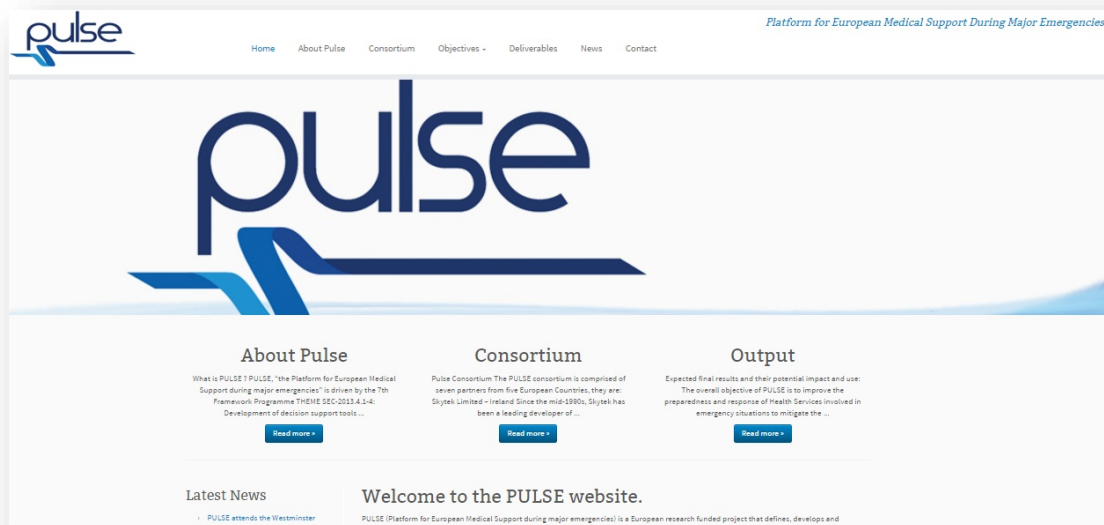 pulse
Platform for European Medical Support During Major Emergencies
Home About Pulse Consortium Objectives Deliverables News Contact
pulse
About Pulse
What is PULSE ? PULSE, "the Platform for European Medical
Support during major emergencies" is driven by the 7th
Framework Programme THEME SEC-2013.4.1-4:
Development of decision support tools ...
Read more »
Consortium
Pulse Consortium The PULSE consortium is comprised of
seven partners from five European Countries, they are:
Skytek Limited – Ireland Since the mid-1990s, Skytek has
been a leading developer of ...
Read more »
Output
Expected final results and their potential impact and use:
The overall objective of PULSE is to improve the
preparedness and response of Health Services involved in
emergency situations to mitigate the ...
Read more »
Latest News
PULSE attends the Westminster
Welcome to the PULSE website.
PULSE (Platform for European Medical Support during major emergencies) is a European research funded project that defines, develops and